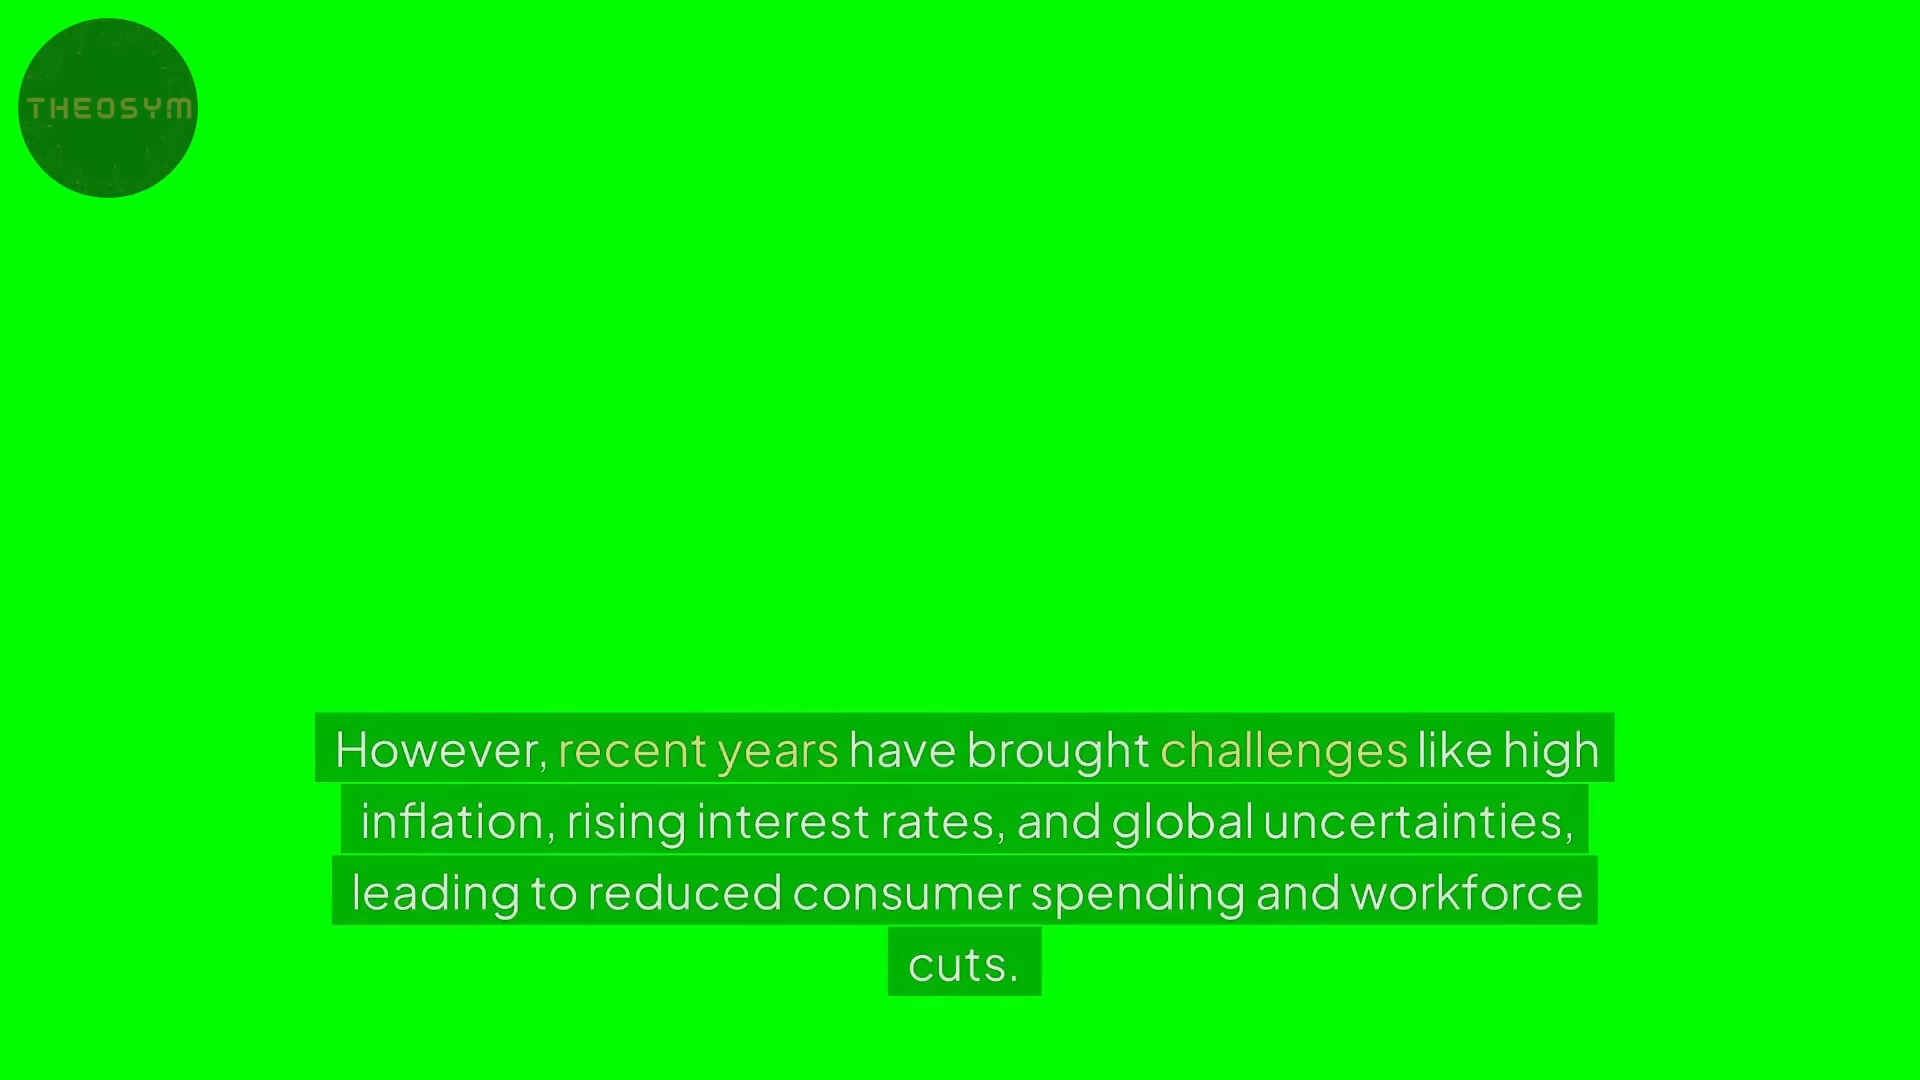 THEOSYM
However, recent years have brought challenges like high
inflation, rising interest rates, and global uncertainties,
leading to reduced consumer spending and workforce
cuts.